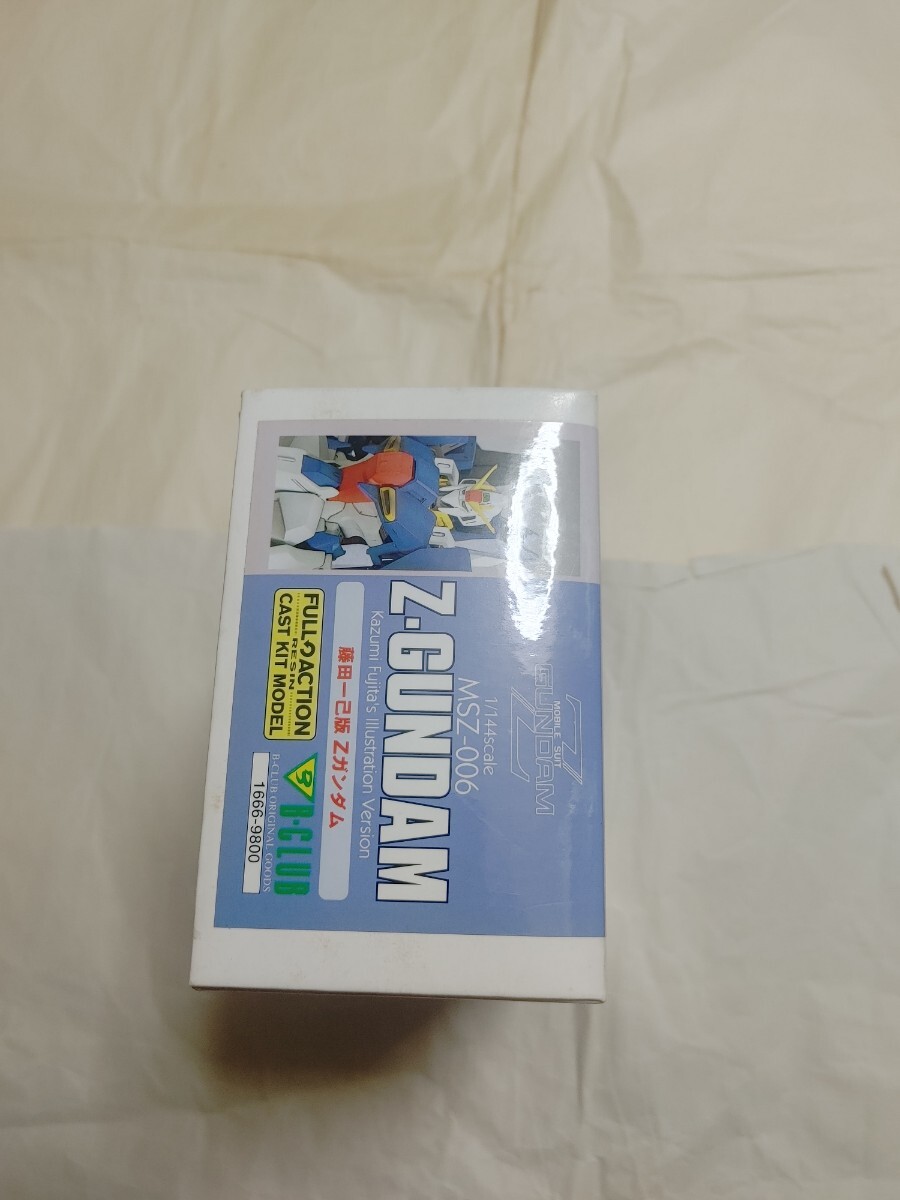 MOBILE SUIT
Z
GUNDAM
1/144scale
MSZ-006
Z·GUNDAM
Kazumi Fujita's Illustration Version
藤田一己版 Zガンダム
FULL ACTION
RESIN
CAST KIT MODEL
B-CLUB
B-CLUB ORIGINAL GOODS
1666-9800